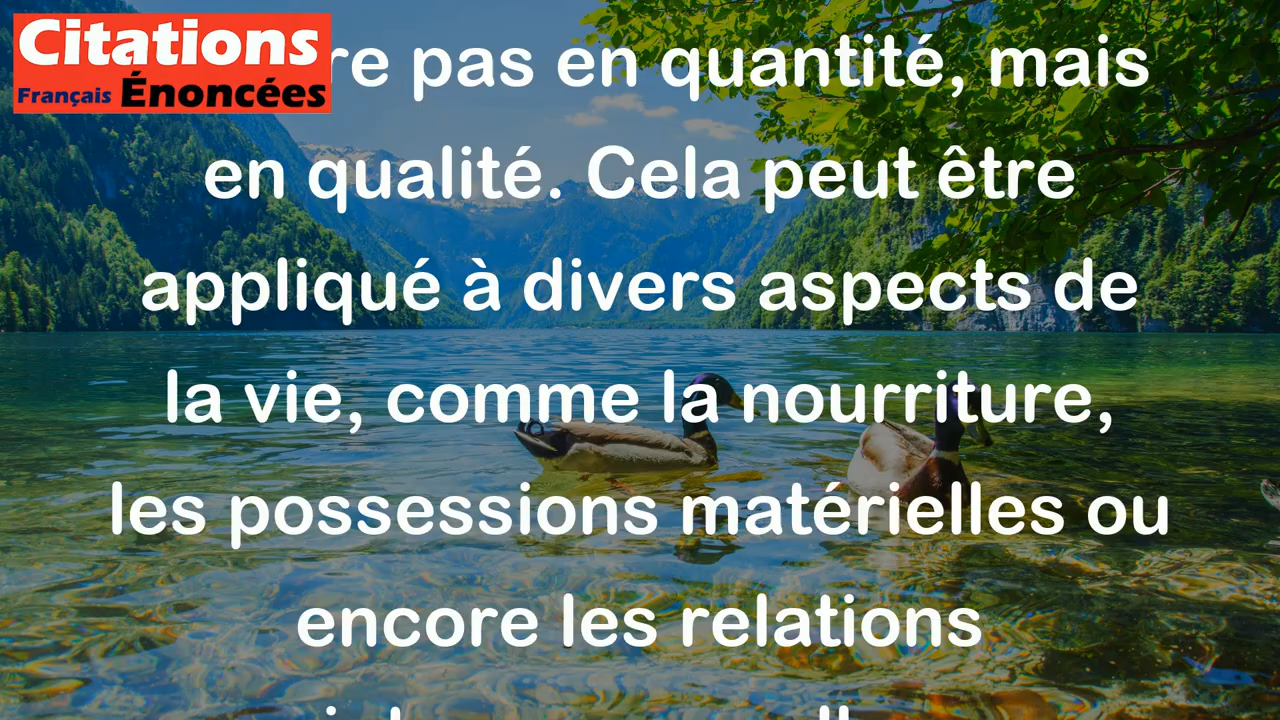 Citations
Français Énoncées
re pas en quantité, mais
en qualité. Cela peut être
appliqué à divers aspects de
la vie, comme la nourriture,
les possessions matérielles ou
encore les relations